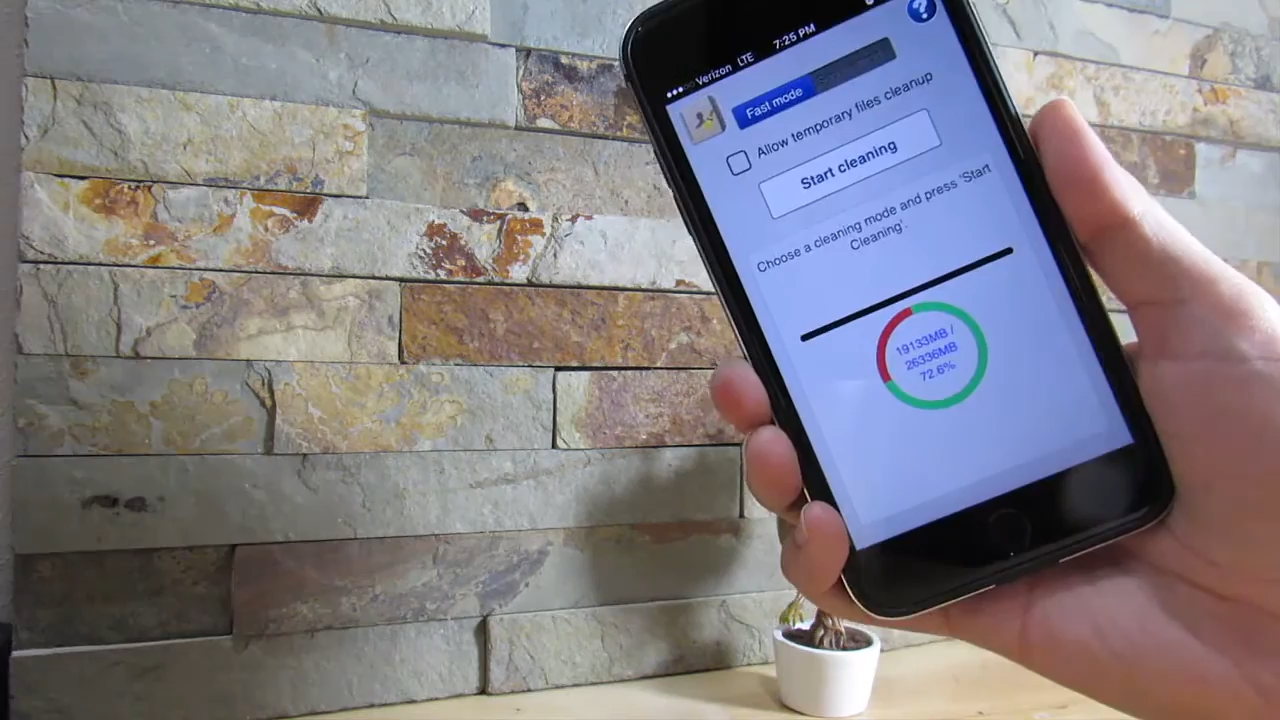 Verizon LTE 7:25 PM
?
Fast mode
Allow temporary files cleanup
Start cleaning
Choose a cleaning mode and press 'Start
Cleaning'.
19133MB /
26336MB
72.6%